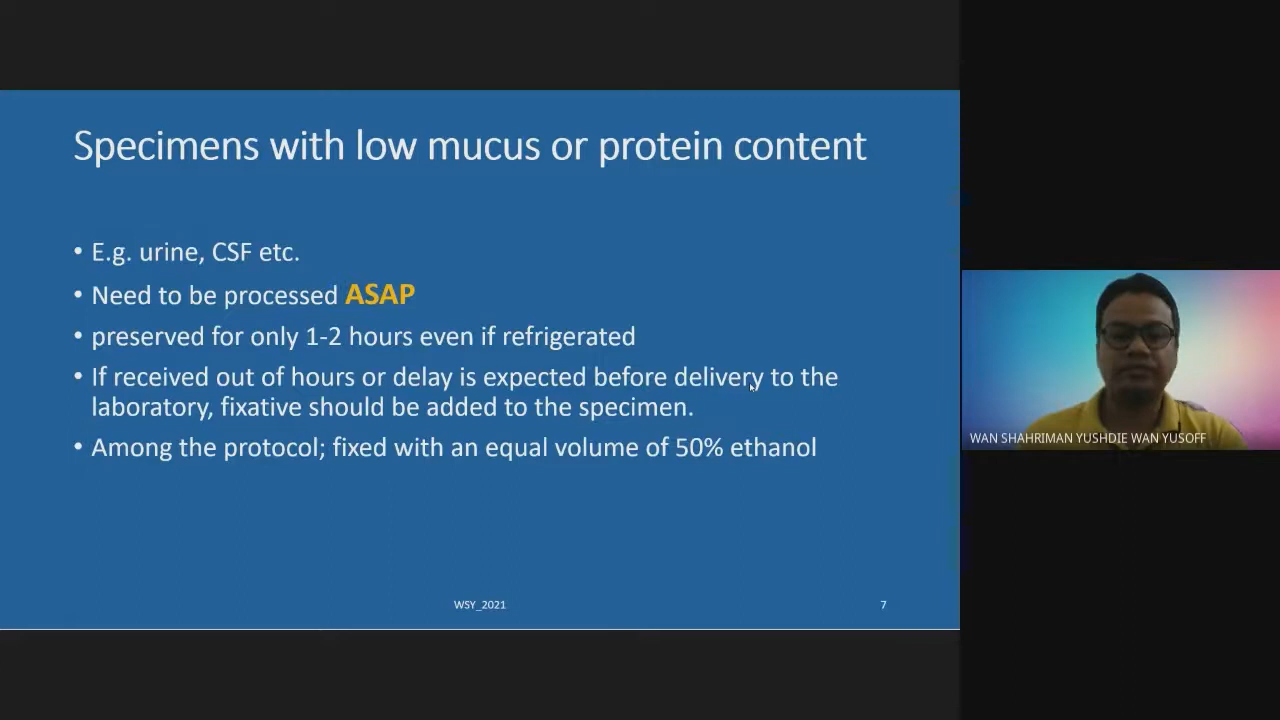 Specimens with low mucus or protein content
• E.g. urine, CSF etc.
• Need to be processed ASAP
• preserved for only 1-2 hours even if refrigerated
• If received out of hours or delay is expected before delivery to the
laboratory, fixative should be added to the specimen.
• Among the protocol; fixed with an equal volume of 50% ethanol
WSY_2021
7
WAN SHAHRIMAN YUSHDIE WAN YUSOFF